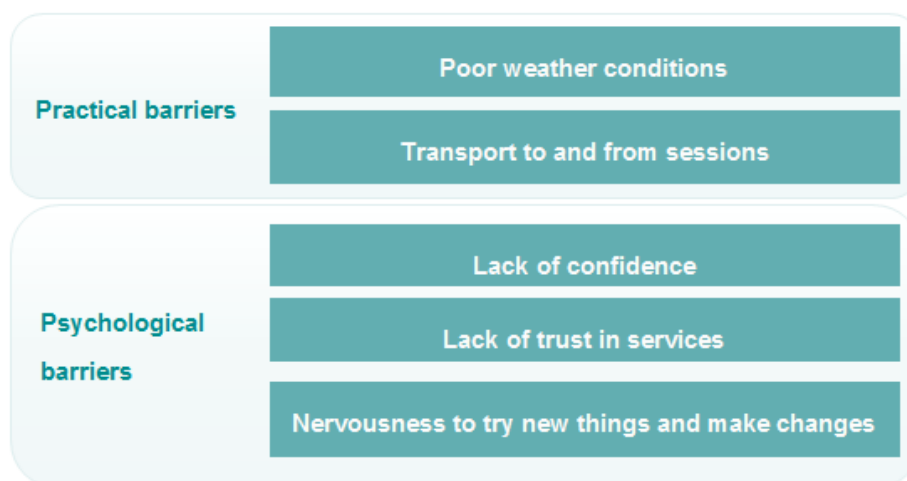 Practical barriers
Poor weather conditions
Transport to and from sessions
Psychological
barriers
Lack of confidence
Lack of trust in services
Nervousness to try new things and make changes